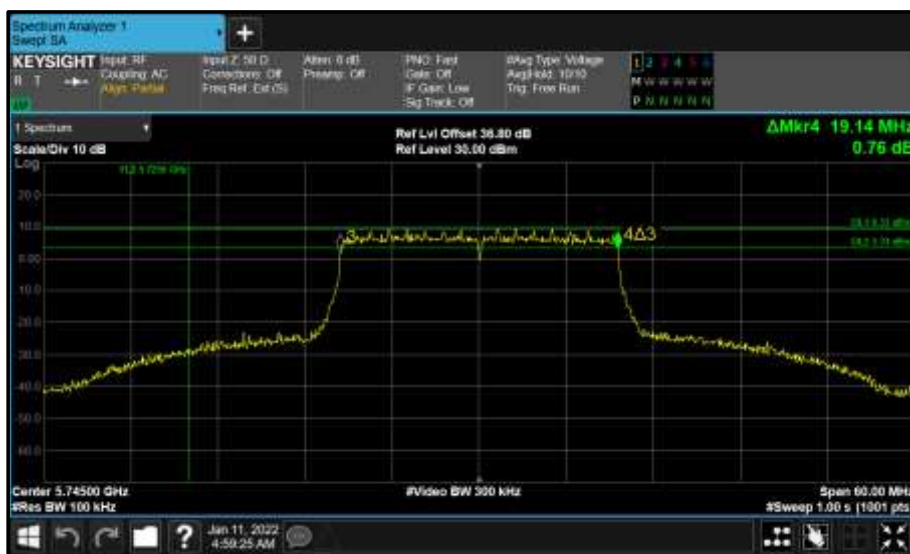 Spectrum Analyzer 1
Swept SA
+
KEYSIGHT
R T
Input: RF
Coupling: AC
Align: Partial
Input Z: 50 Ω
Corrections: Off
Freq Ref: Ext (S)
Atten: 6 dB
Preamp: Off
PNO: Fast
Gate: Off
IF Gain: Low
Sig Track: Off
#Avg Type: Voltage
Avg|Hold: 10/10
Trig: Free Run
1 2 3 4 5 6
M W W W W W
P N N N N N
1 Spectrum
Scale/Div 10 dB
Log
Ref Lvl Offset 36.80 dB
Ref Level 30.00 dBm
ΔMkr4 19.14 MHz
0.76 dB
20.0
10.0
0.00
-10.0
-20.0
-30.0
-40.0
-50.0
-60.0
3
4Δ3
Center 5.74500 GHz
#Res BW 100 kHz
#Video BW 300 kHz
Span 60.00 MHz
#Sweep 1.00 s (1001 pts
?
Jan 11, 2022
4:59:25 AM